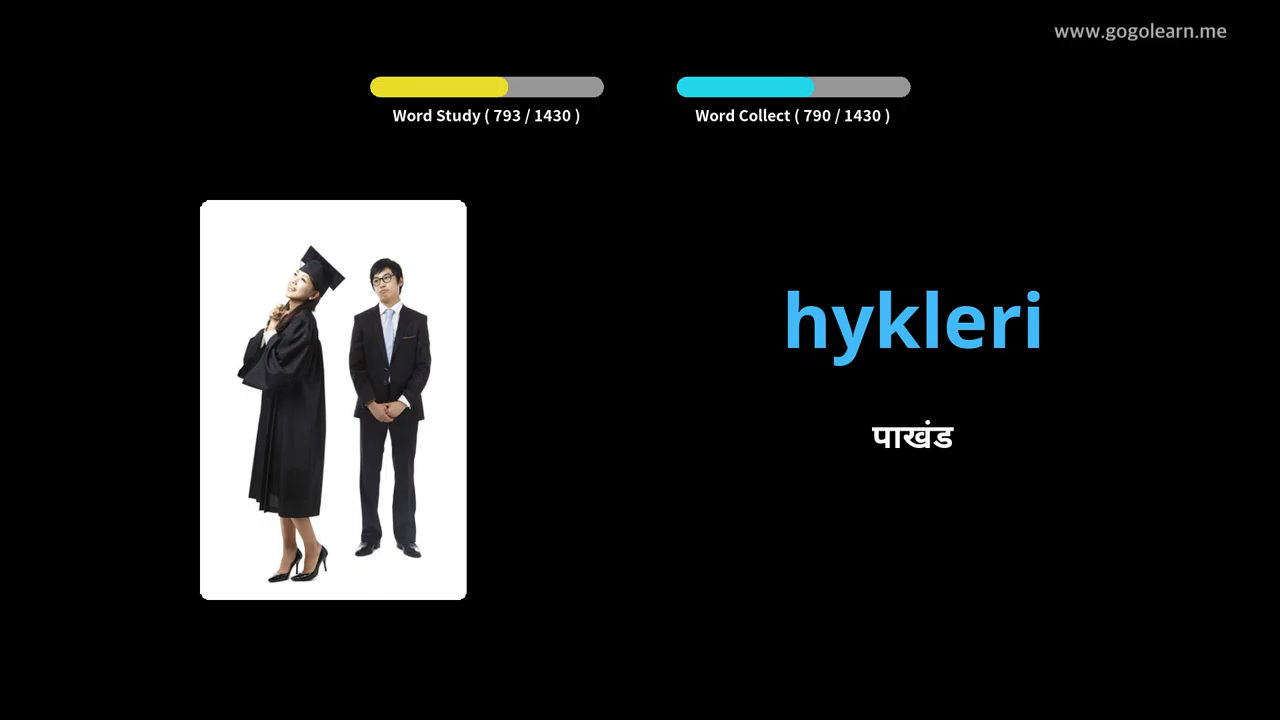 www.gogolearn.me
Word Study ( 793 / 1430 )
Word Collect ( 790 / 1430 )
hykleri
पाखंड